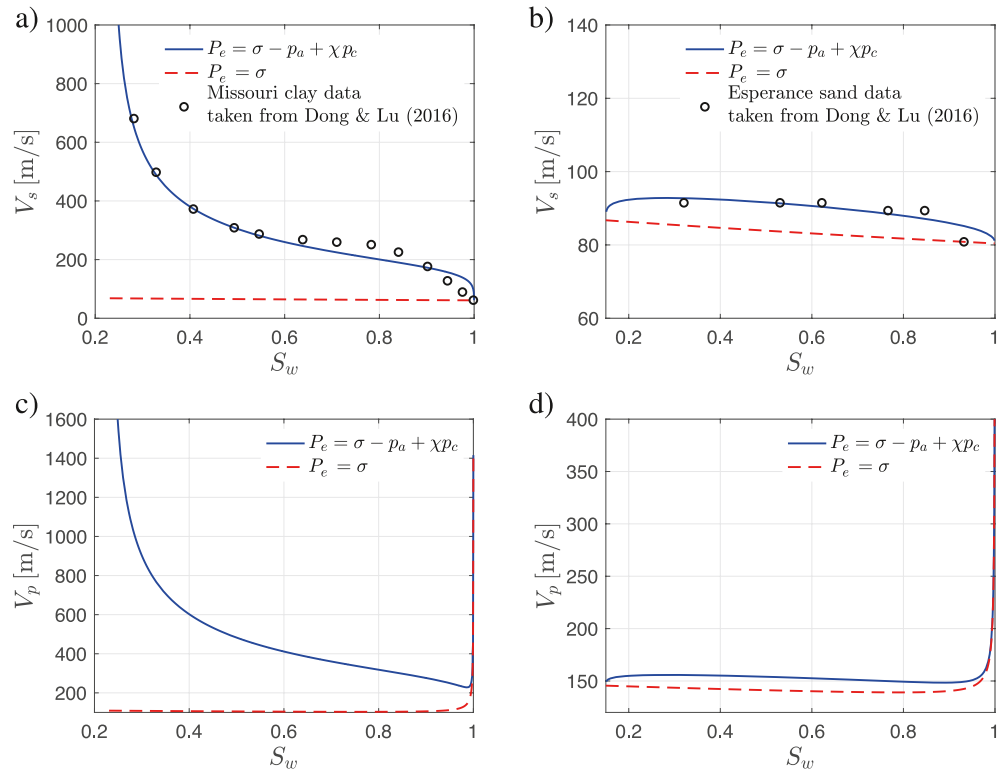 a)
1000
800
600
400
200
0
0.2
0.4
0.6
0.8
1
V_s [m/s]
S_w
P_e = σ − p_a + χp_c
P_e = σ
Missouri clay data
taken from Dong & Lu (2016)
b)
140
120
100
80
60
0.2
0.4
0.6
0.8
1
V_s [m/s]
S_w
P_e = σ − p_a + χp_c
P_e = σ
Esperance sand data
taken from Dong & Lu (2016)
c)
1600
1400
1200
1000
800
600
400
200
0.2
0.4
0.6
0.8
1
V_p [m/s]
S_w
P_e = σ − p_a + χp_c
P_e = σ
d)
400
350
300
250
200
150
0.2
0.4
0.6
0.8
1
V_p [m/s]
S_w
P_e = σ − p_a + χp_c
P_e = σ